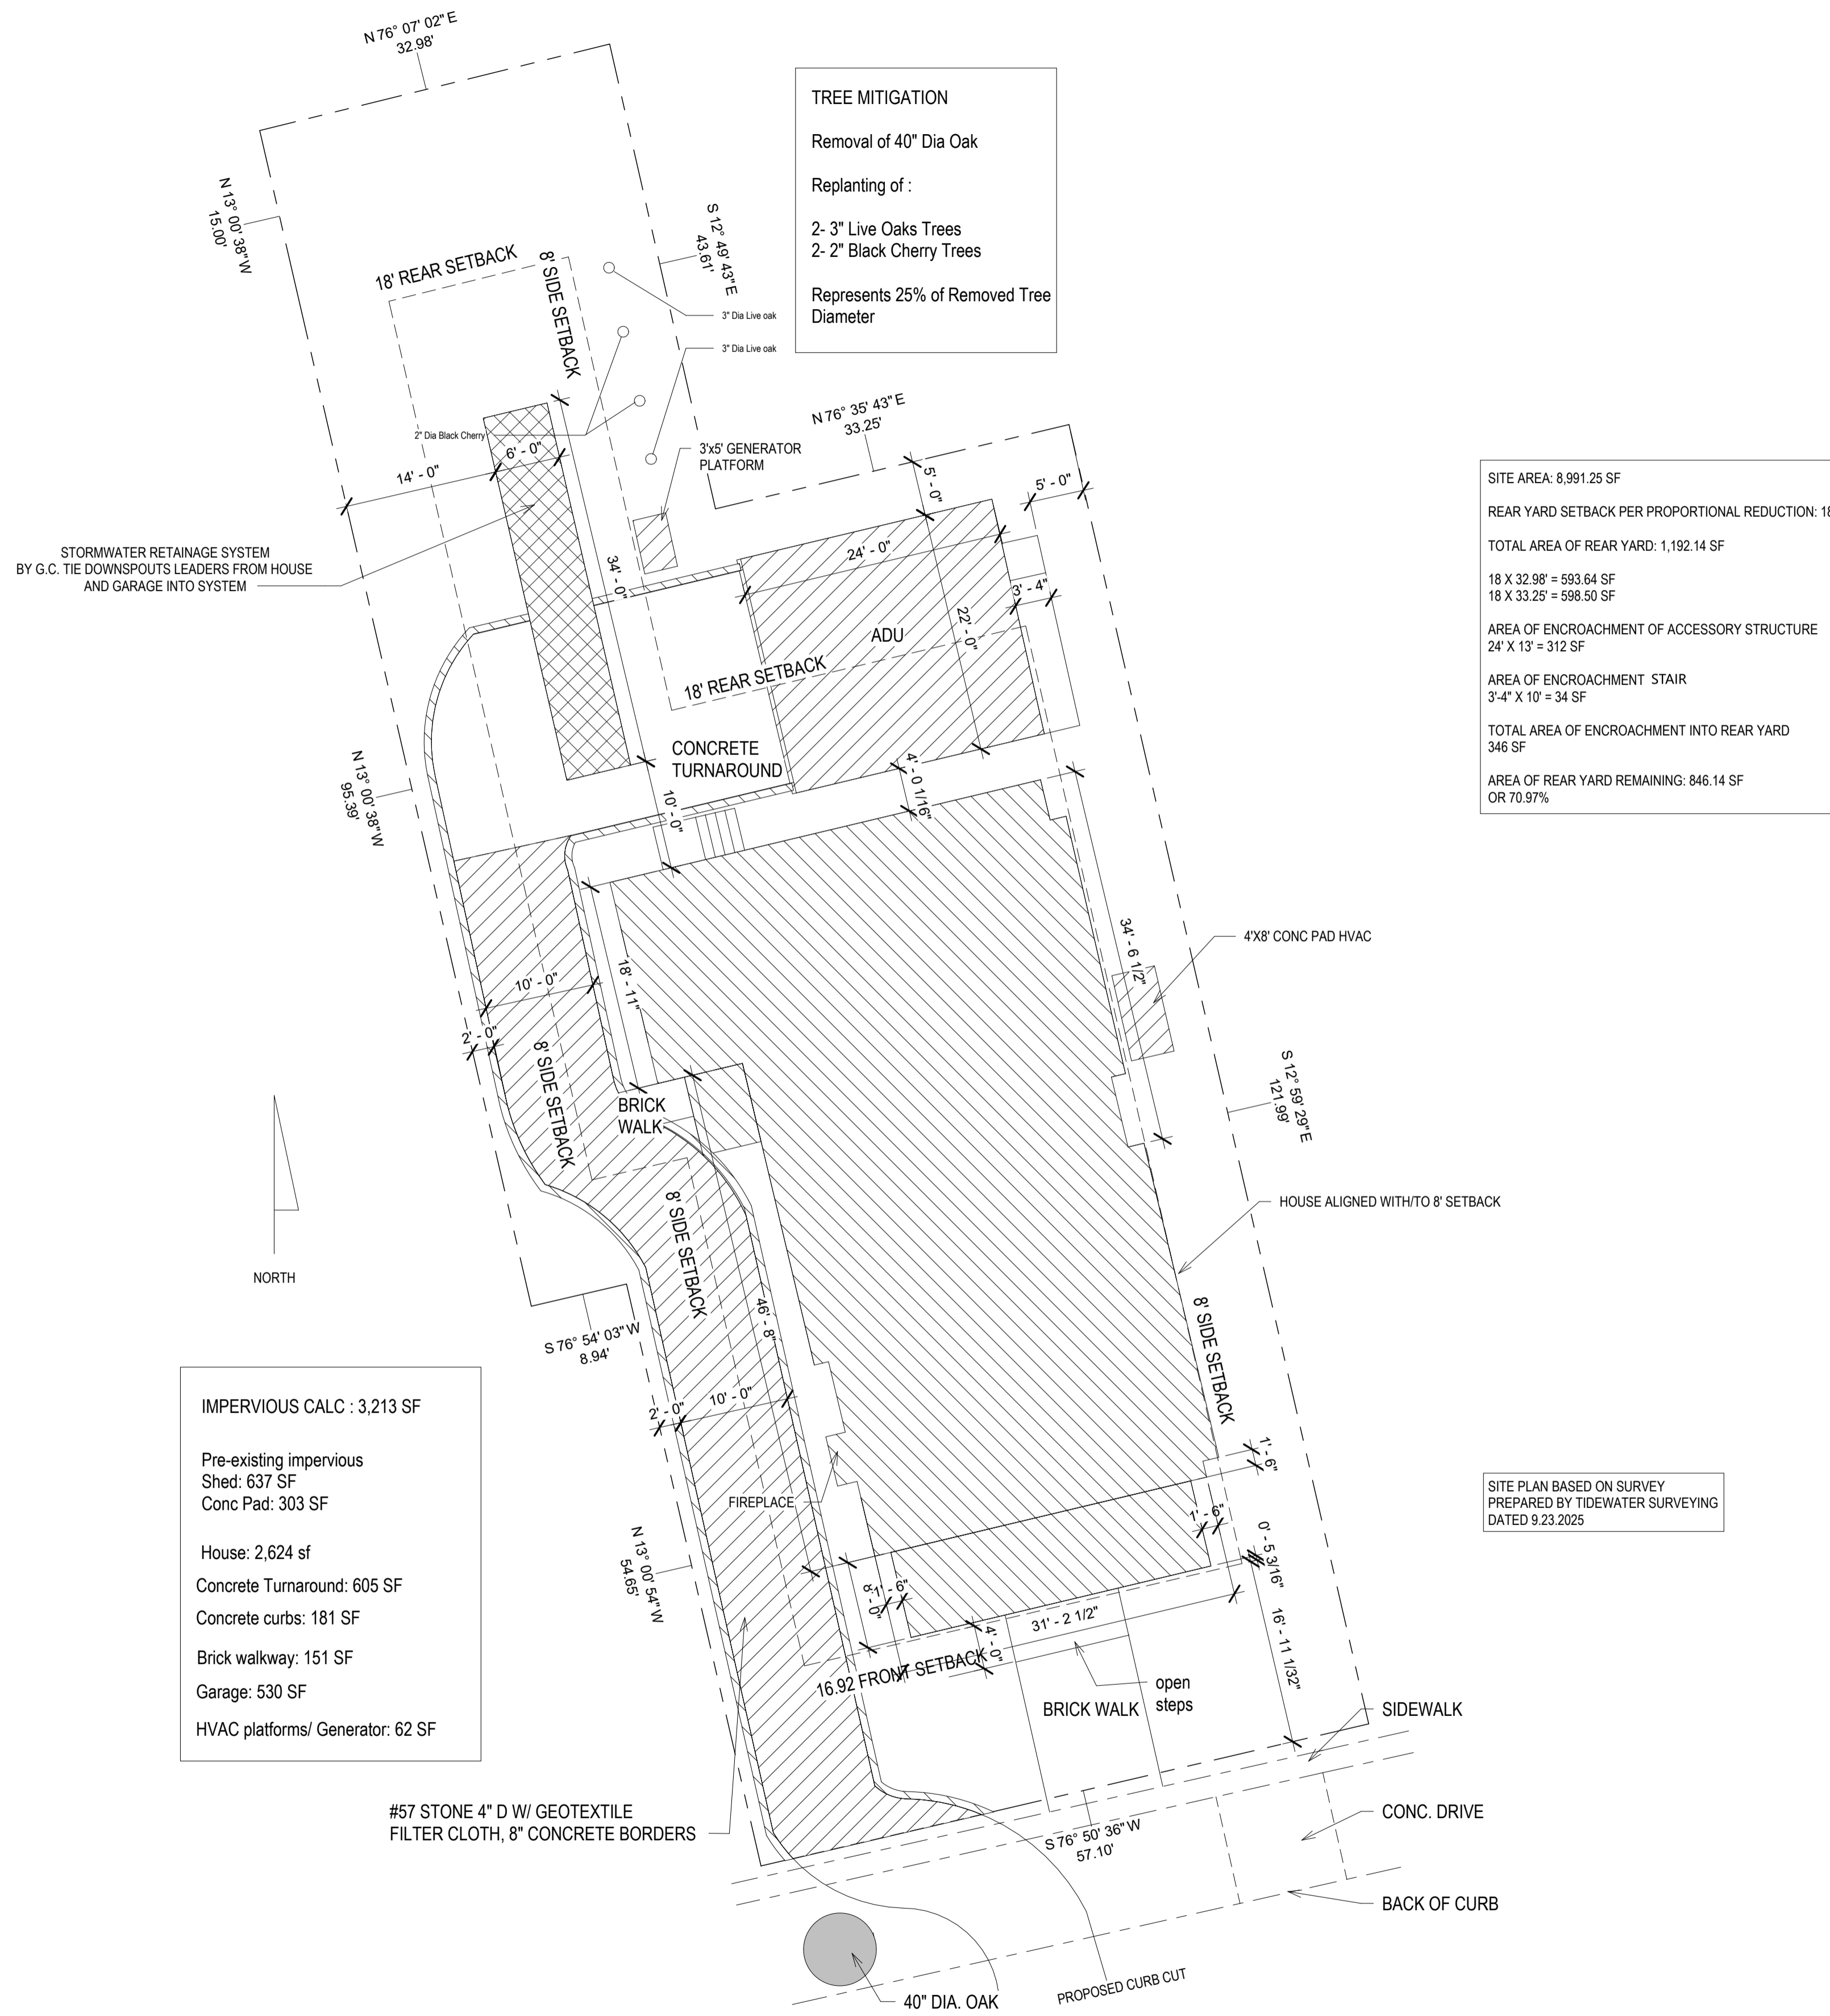 N 76° 07' 02" E
32.98'
TREE MITIGATION
Removal of 40" Dia Oak
Replanting of :
2- 3" Live Oaks Trees
2- 2" Black Cherry Trees
Represents 25% of Removed Tree
Diameter
N 13° 00' 38" W
15.00'
S 12° 49' 43" E
43.61'
18' REAR SETBACK
8' SIDE SETBACK
3" Dia Live oak
3" Dia Live oak
2" Dia Black Cherry
N 76° 35' 43" E
33.25'
3'x5' GENERATOR
PLATFORM
14' - 0"
6' - 0"
5' - 0"
5' - 0"
SITE AREA: 8,991.25 SF
REAR YARD SETBACK PER PROPORTIONAL REDUCTION: 18
TOTAL AREA OF REAR YARD: 1,192.14 SF
18 X 32.98' = 593.64 SF
18 X 33.25' = 598.50 SF
AREA OF ENCROACHMENT OF ACCESSORY STRUCTURE
24' X 13' = 312 SF
AREA OF ENCROACHMENT STAIR
3'-4" X 10' = 34 SF
TOTAL AREA OF ENCROACHMENT INTO REAR YARD
346 SF
AREA OF REAR YARD REMAINING: 846.14 SF
OR 70.97%
STORMWATER RETAINAGE SYSTEM
BY G.C. TIE DOWNSPOUTS LEADERS FROM HOUSE
AND GARAGE INTO SYSTEM
34' - 0"
24' - 0"
3' - 4"
22' - 0"
ADU
18' REAR SETBACK
CONCRETE
TURNAROUND
N 13° 00' 38" W
95.39'
4' - 0 1/16"
10' - 0"
34' - 6 1/2"
4'X8' CONC PAD HVAC
18' - 11"
10' - 0"
2' - 0"
8' SIDE SETBACK
BRICK
WALK
S 12° 59' 29" E
121.99'
8' SIDE SETBACK
HOUSE ALIGNED WITH/TO 8' SETBACK
NORTH
S 76° 54' 03" W
8.94'
46' - 8"
8' SIDE SETBACK
10' - 0"
2' - 0"
IMPERVIOUS CALC : 3,213 SF
Pre-existing impervious
Shed: 637 SF
Conc Pad: 303 SF
House: 2,624 sf
Concrete Turnaround: 605 SF
Concrete curbs: 181 SF
Brick walkway: 151 SF
Garage: 530 SF
HVAC platforms/ Generator: 62 SF
FIREPLACE
1' - 6"
1' - 6"
SITE PLAN BASED ON SURVEY
PREPARED BY TIDEWATER SURVEYING
DATED 9.23.2025
N 13° 00' 54" W
54.65'
0' - 5 3/16"
8' - 0"
1' - 6"
31' - 2 1/2"
4' - 0"
16' - 11 1/32"
16.92 FRONT SETBACK
open
steps
BRICK WALK
SIDEWALK
#57 STONE 4" D W/ GEOTEXTILE
FILTER CLOTH, 8" CONCRETE BORDERS
S 76° 50' 36" W
57.10'
CONC. DRIVE
BACK OF CURB
PROPOSED CURB CUT
40" DIA. OAK